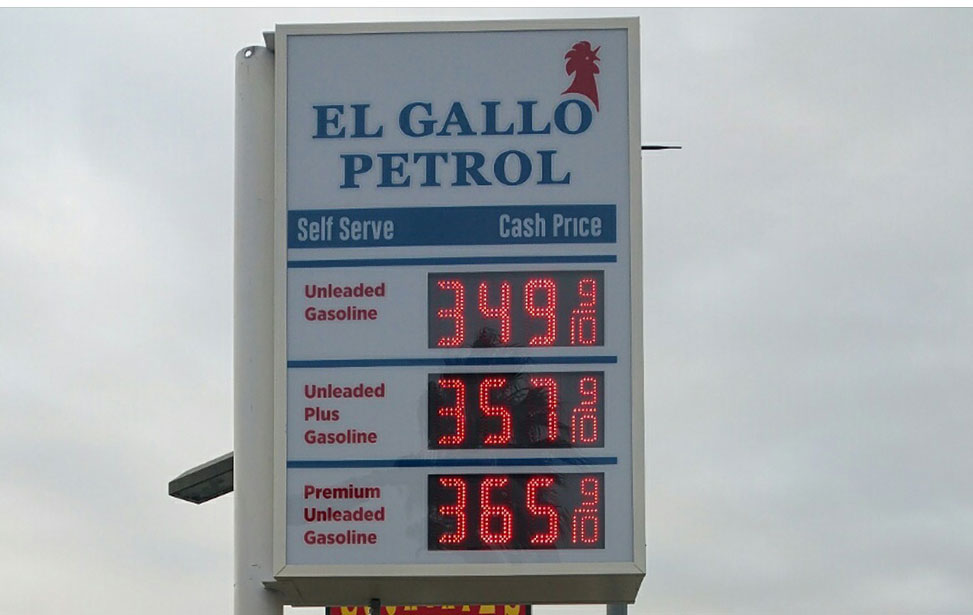 EL GALLO
PETROL
Self Serve Cash Price
Unleaded
Gasoline
349 9/10
Unleaded
Plus
Gasoline
357 9/10
Premium
Unleaded
Gasoline
365 9/10